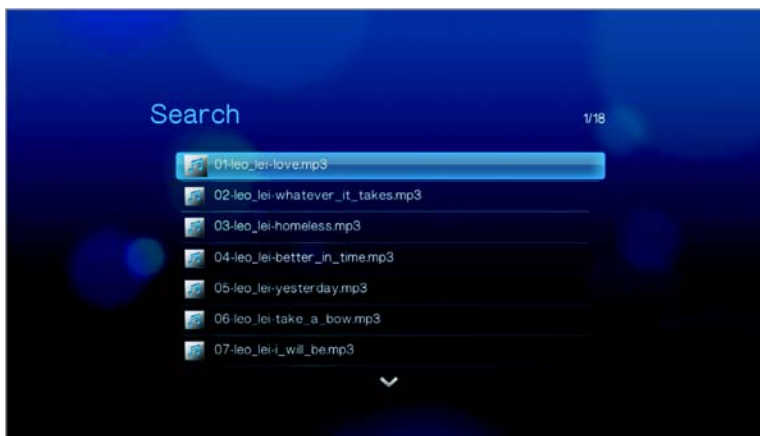 Search
1/18
01-leo_lei-love.mp3
02-leo_lei-whatever_it_takes.mp3
03-leo_lei-homeless.mp3
04-leo_lei-better_in_time.mp3
05-leo_lei-yesterday.mp3
06-leo_lei-take_a_bow.mp3
07-leo_lei-i_will_be.mp3